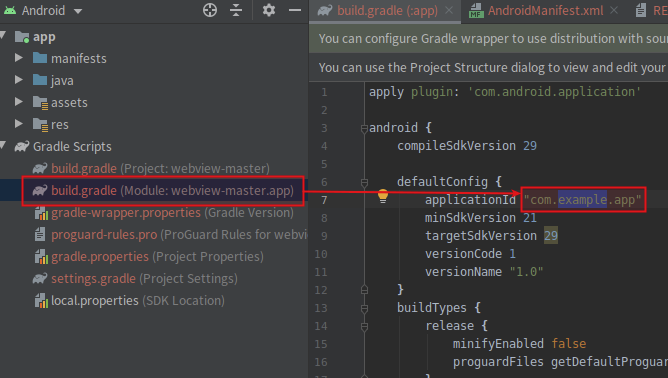 Android
app
manifests
java
assets
res
Gradle Scripts
build.gradle (Project: webview-master)
build.gradle (Module: webview-master.app)
gradle-wrapper.properties (Gradle Version)
proguard-rules.pro (ProGuard Rules for webvi
gradle.properties (Project Properties)
settings.gradle (Project Settings)
local.properties (SDK Location)
build.gradle (:app)
MF
AndroidManifest.xml
RE
You can configure Gradle wrapper to use distribution with sour
You can use the Project Structure dialog to view and edit your
1 apply plugin: 'com.android.application'
2
3 android {
4 compileSdkVersion 29
5
6 defaultConfig {
7 applicationId "com.example.app"
8 minSdkVersion 21
9 targetSdkVersion 29
10 versionCode 1
11 versionName "1.0"
12 }
13 buildTypes {
14 release {
15 minifyEnabled false
16 proguardFiles getDefaultProgua
17 }